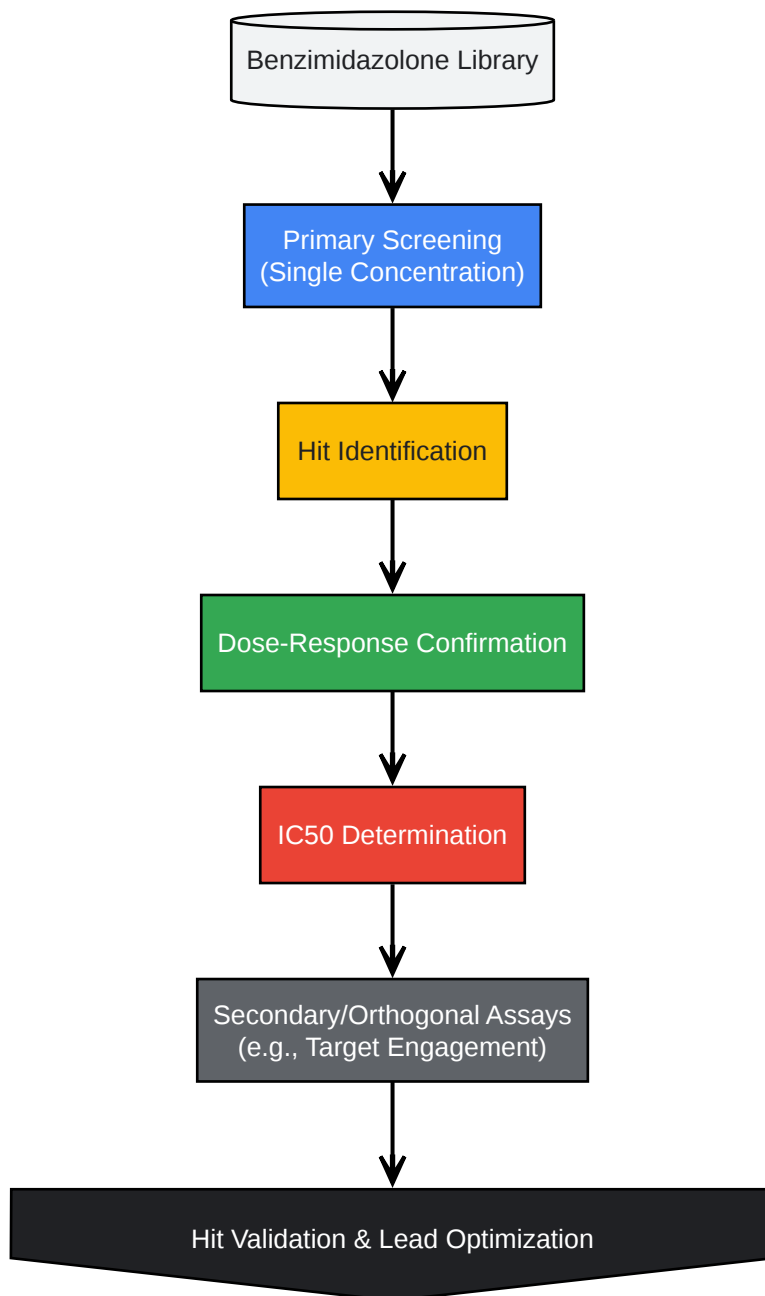 Benzimidazolone Library
Primary Screening
(Single Concentration)
Hit Identification
Dose-Response Confirmation
IC50 Determination
Secondary/Orthogonal Assays
(e.g., Target Engagement)
Hit Validation & Lead Optimization